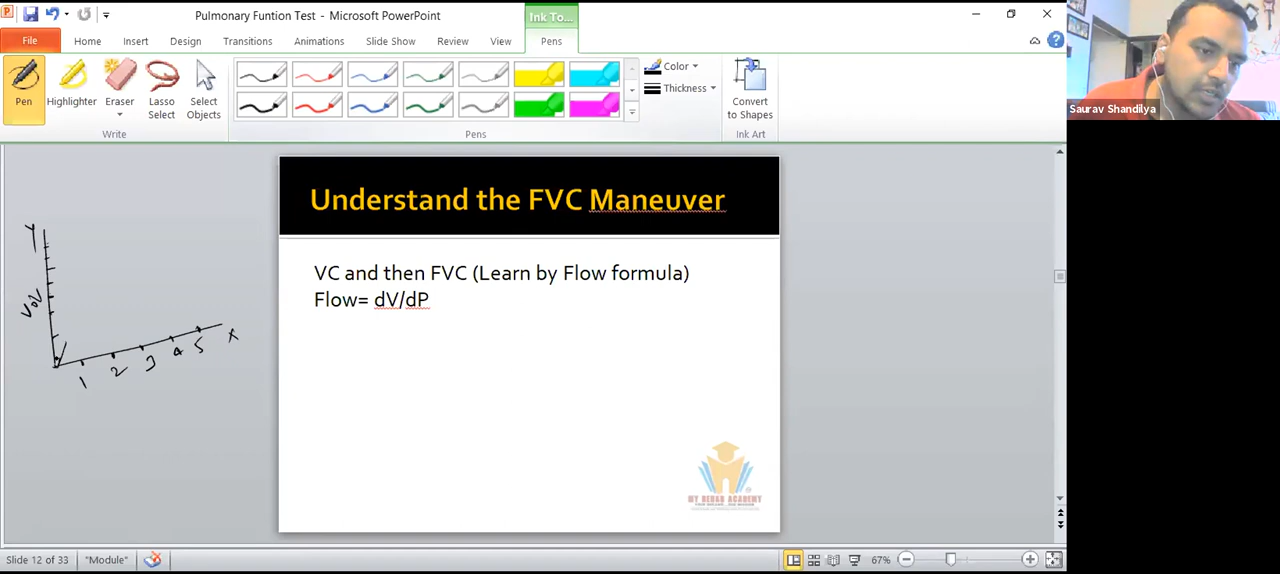 Pulmonary Funtion Test - Microsoft PowerPoint
Ink To...
File
Home
Insert
Design
Transitions
Animations
Slide Show
Review
View
Pens
Pen
Highlighter
Eraser
Lasso
Select
Select
Objects
Color
Thickness
Convert
to Shapes
Write
Pens
Ink Art
Saurav Shandilya
Understand the FVC Maneuver
VC and then FVC (Learn by Flow formula)
Flow= dV/dP
Y
Vol
1 2 3 4 5 X
MY REHAB ACADEMY
Slide 12 of 33
"Module"
67%